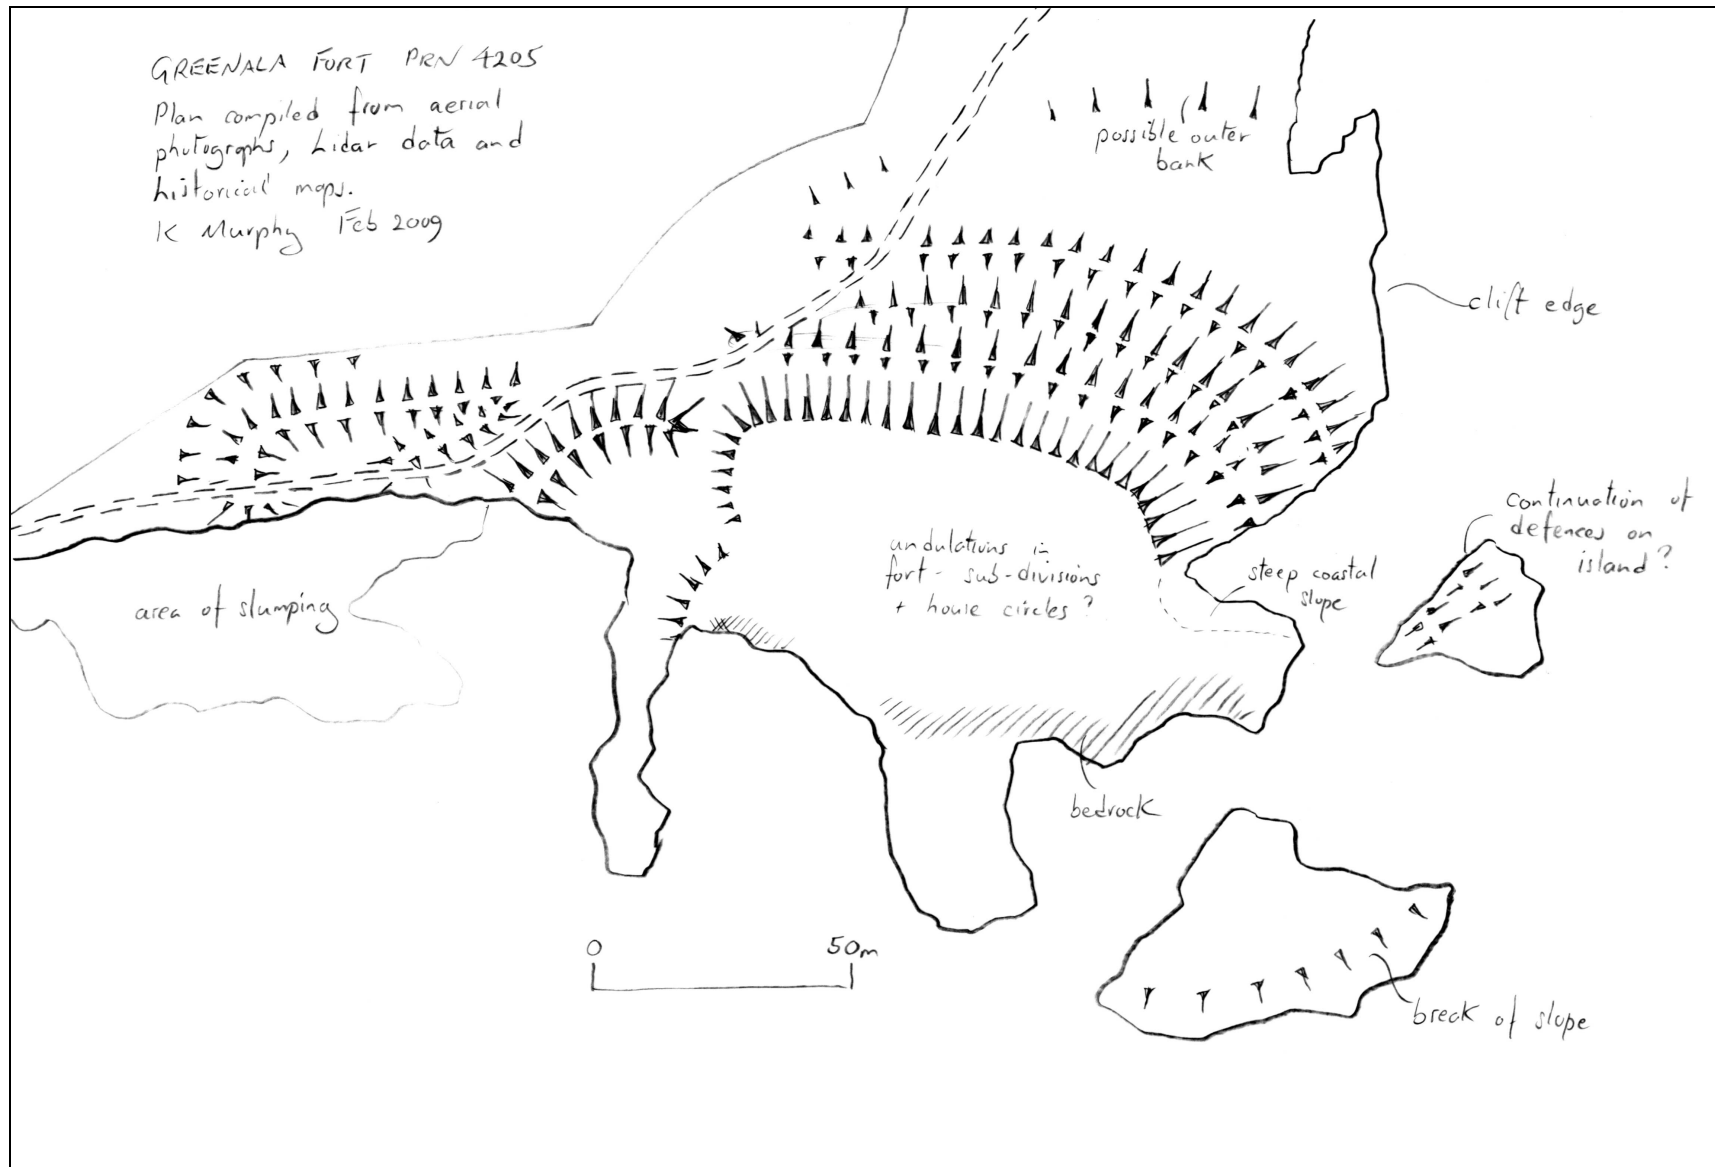 GREENALA FORT PRN 4205
Plan compiled from aerial
photographs, Lidar data and
historical maps.
K Murphy Feb 2009
possible outer
bank
clift edge
continuation of
defences on
island?
undulations in
fort - sub-divisions
+ house circles?
steep coastal
slope
area of slumping
bedrock
0 50m
break of slope